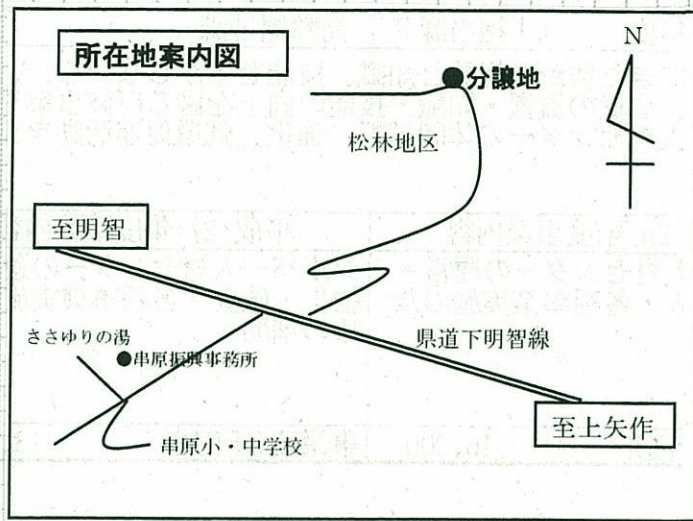 所在地案内図
N
●分譲地
松林地区
至明智
県道下明智線
ささゆりの湯
●串原振興事務所
至上矢作
串原小・中学校